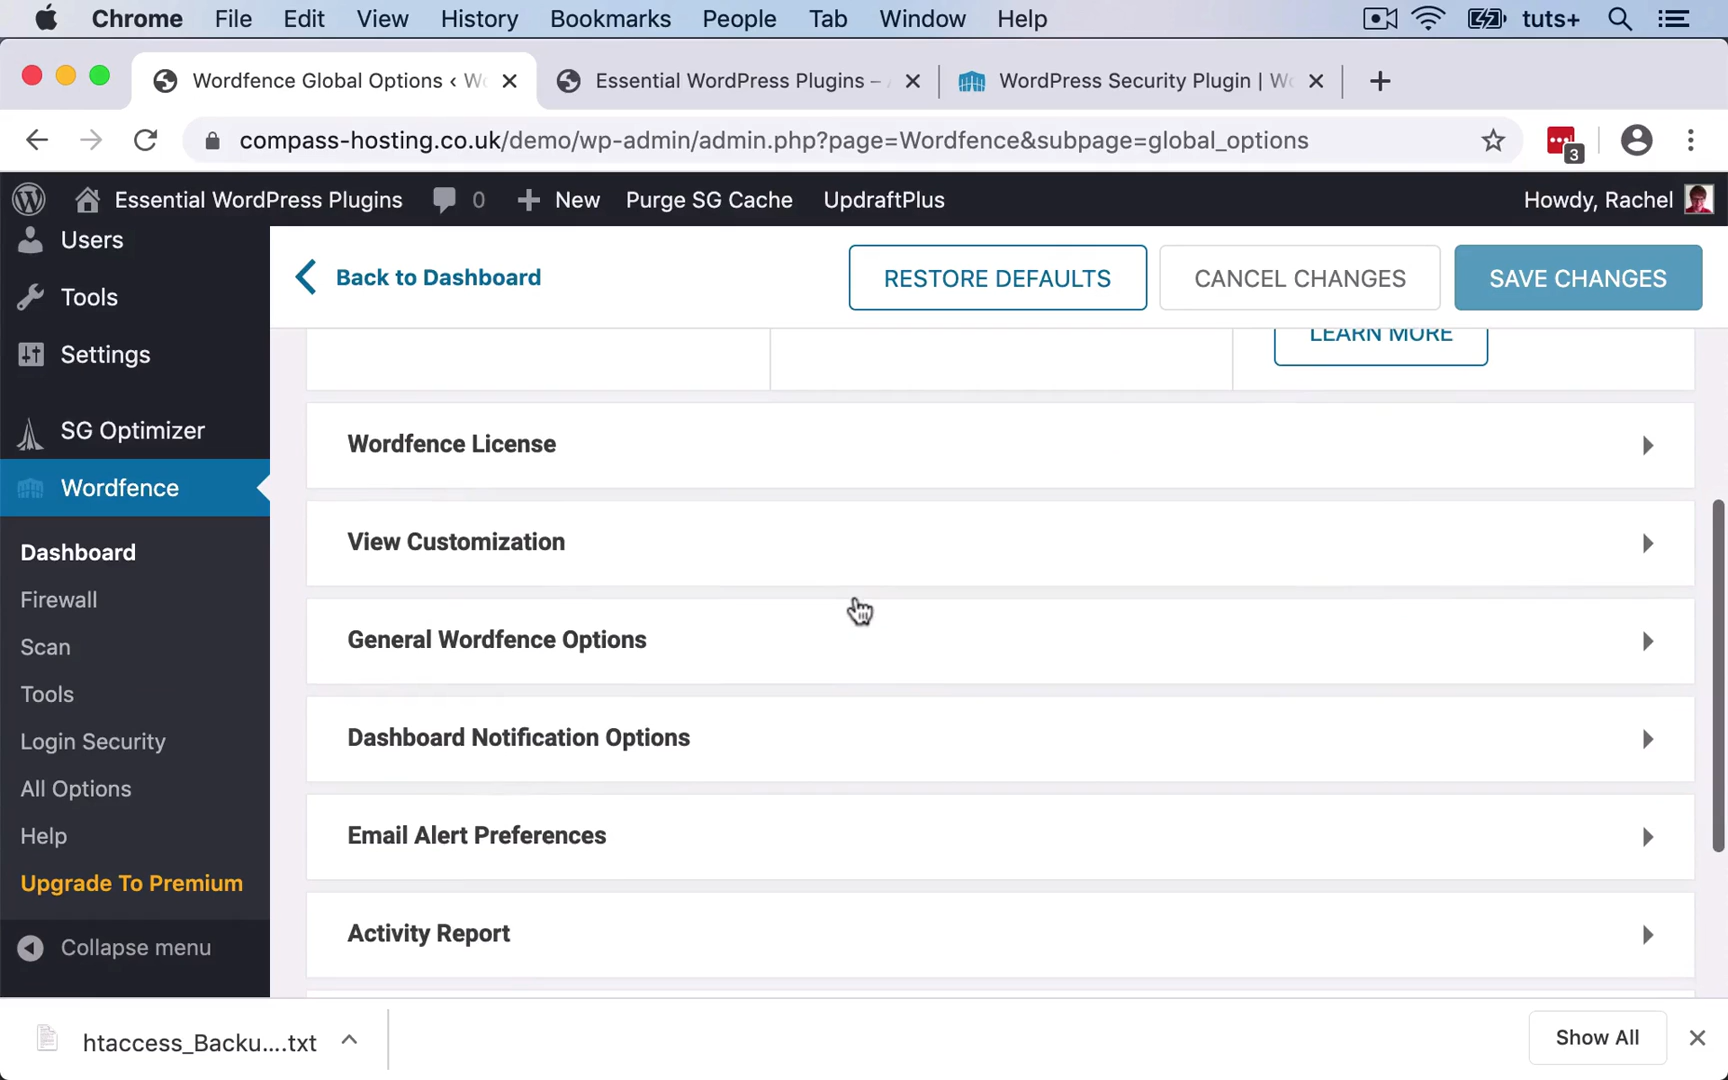 Chrome File Edit View History Bookmarks People Tab Window Help tuts+
Wordfence Global Options ‹ Wo Essential WordPress Plugins – WordPress Security Plugin | Wo
compass-hosting.co.uk/demo/wp-admin/admin.php?page=Wordfence&subpage=global_options 3
Essential WordPress Plugins 0 New Purge SG Cache UpdraftPlus Howdy, Rachel
Users
Tools
Settings
SG Optimizer
Wordfence
Dashboard
Firewall
Scan
Tools
Login Security
All Options
Help
Upgrade To Premium
Collapse menu
Back to Dashboard RESTORE DEFAULTS CANCEL CHANGES SAVE CHANGES
LEARN MORE
Wordfence License
View Customization
General Wordfence Options
Dashboard Notification Options
Email Alert Preferences
Activity Report
htaccess_Backu....txt Show All